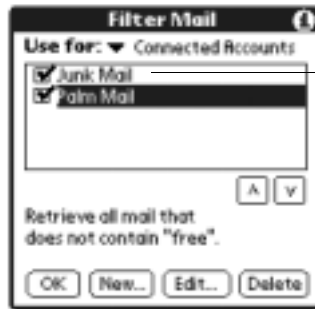 Filter Mail
Use for: Connected Accounts
Junk Mail
Palm Mail
Retrieve all mail that
does not contain "free".
OK New... Edit... Delete